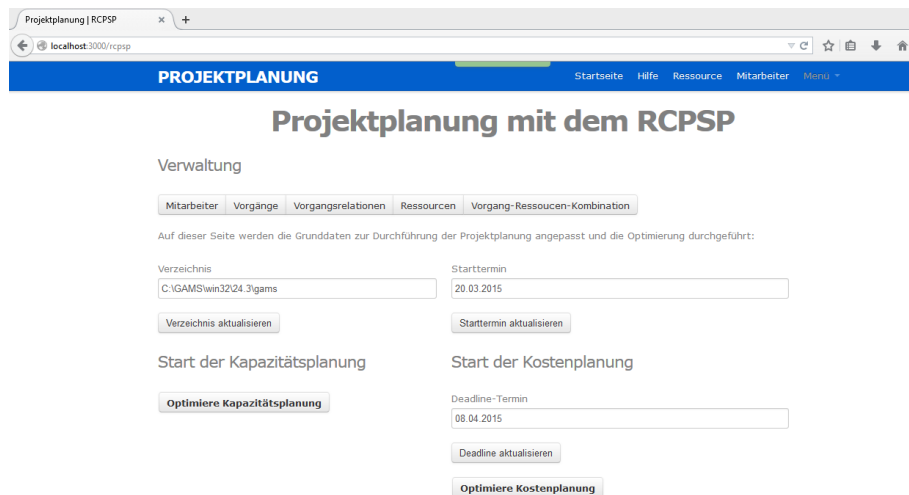 Projektplanung | RCPSP
localhost:3000/rcpsp
PROJEKTPLANUNG Startseite Hilfe Ressource Mitarbeiter Menü
Projektplanung mit dem RCPSP
Verwaltung
Mitarbeiter Vorgänge Vorgangsrelationen Ressourcen Vorgang-Ressoucen-Kombination
Auf dieser Seite werden die Grunddaten zur Durchführung der Projektplanung angepasst und die Optimierung durchgeführt:
Verzeichnis Starttermin
C:\GAMS\win32\24.3\gams 20.03.2015
Verzeichnis aktualisieren Starttermin aktualisieren
Start der Kapazitätsplanung Start der Kostenplanung
Optimiere Kapazitätsplanung Deadline-Termin
08.04.2015
Deadline aktualisieren
Optimiere Kostenplanung